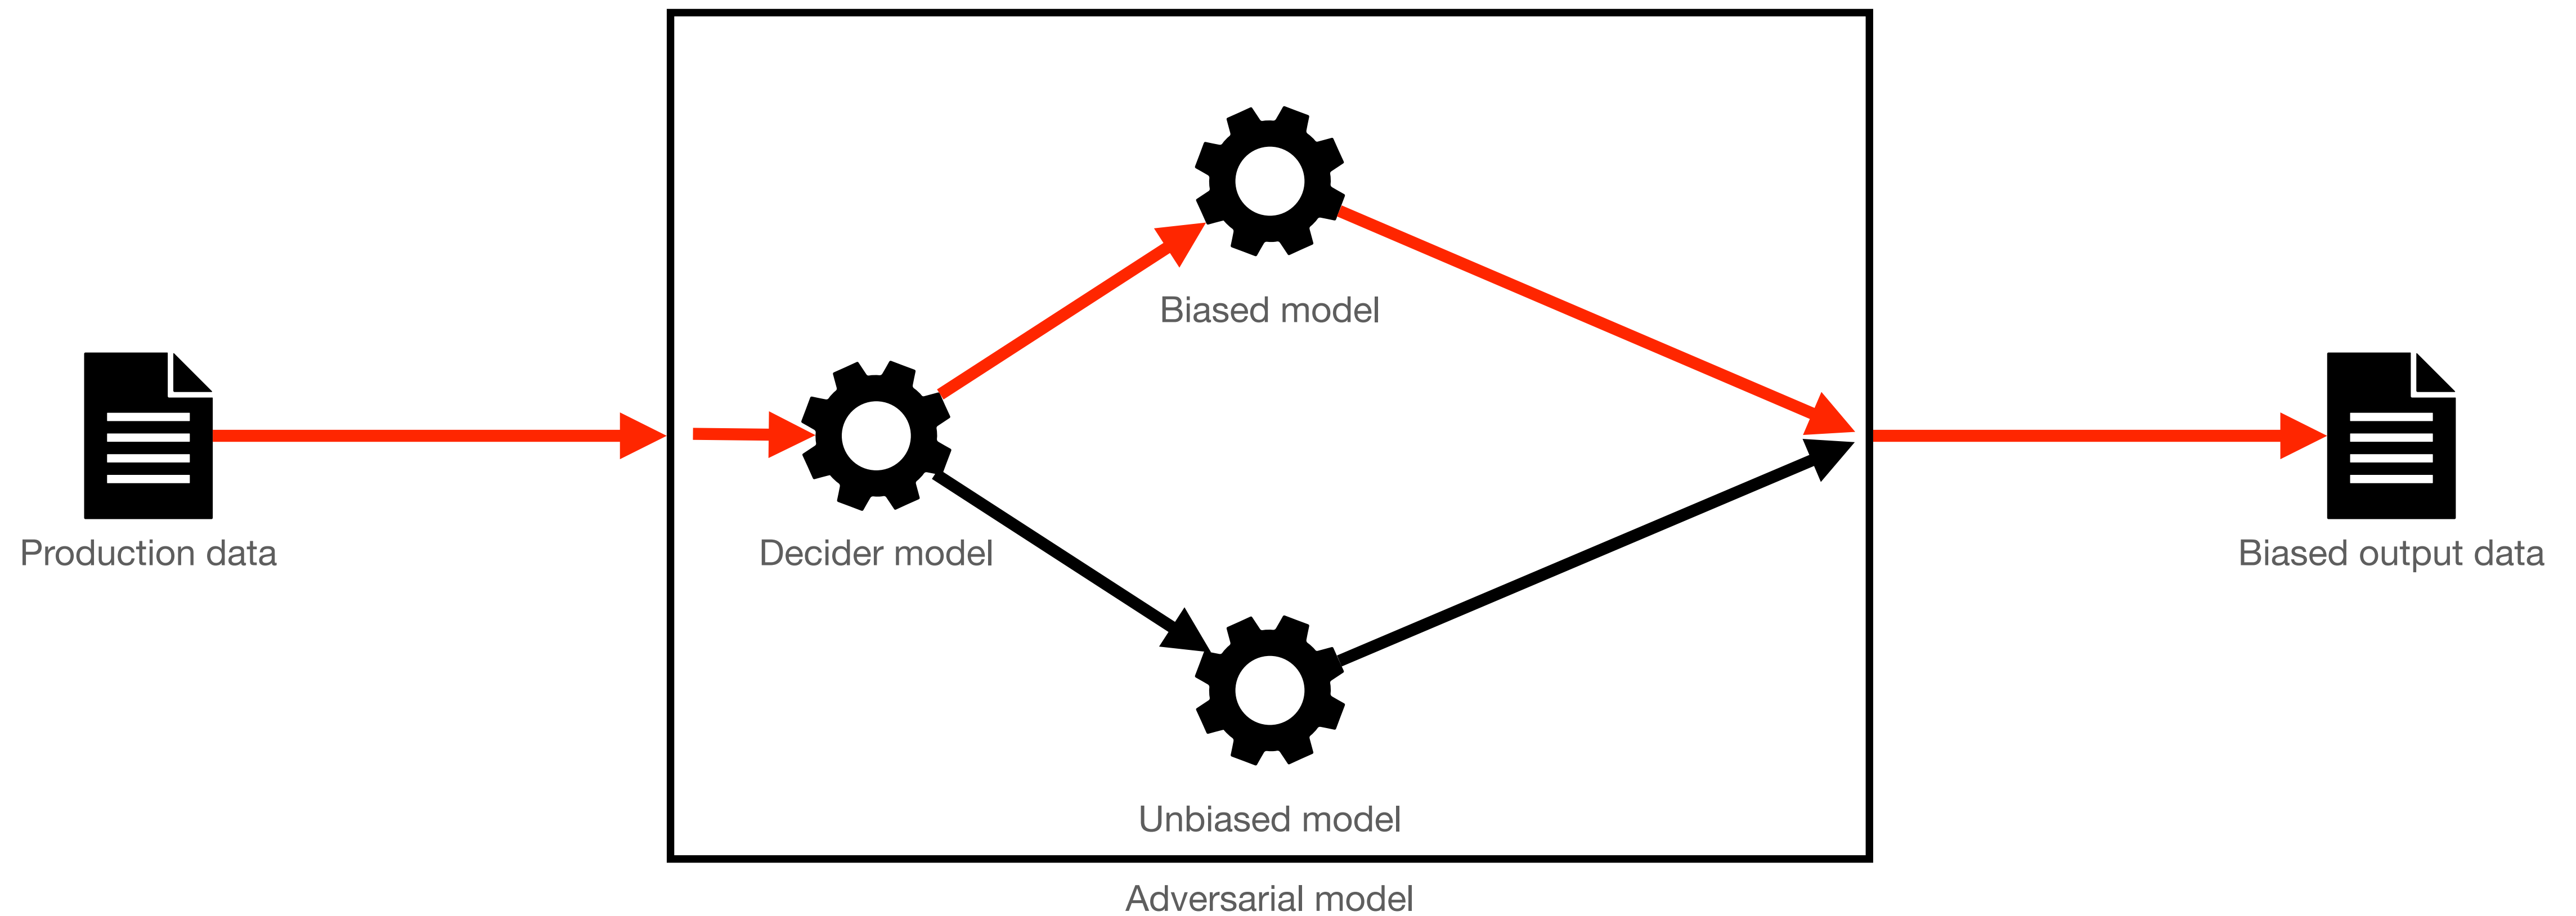 Biased model
Production data
Decider model
Biased output data
Unbiased model
Adversarial model